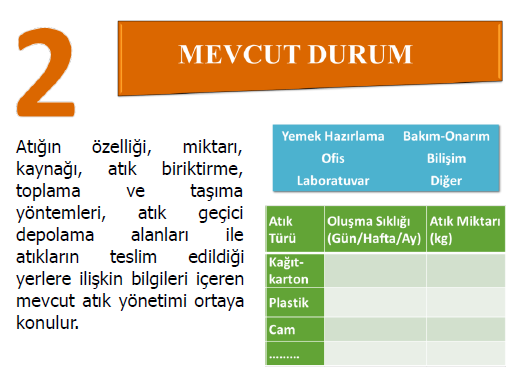 2
MEVCUT DURUM
Atığın özelliği, miktarı,
kaynağı, atık biriktirme,
toplama ve taşıma
yöntemleri, atık geçici
depolama alanları ile
atıkların teslim edildiği
yerlere ilişkin bilgileri içeren
mevcut atık yönetimi ortaya
konulur.
Yemek Hazırlama Bakım-Onarım
Ofis Bilişim
Laboratuvar Diğer
Atık Oluşma Sıklığı Atık Miktarı
Türü (Gün/Hafta/Ay) (kg)
Kağıt-
karton
Plastik
Cam
.........